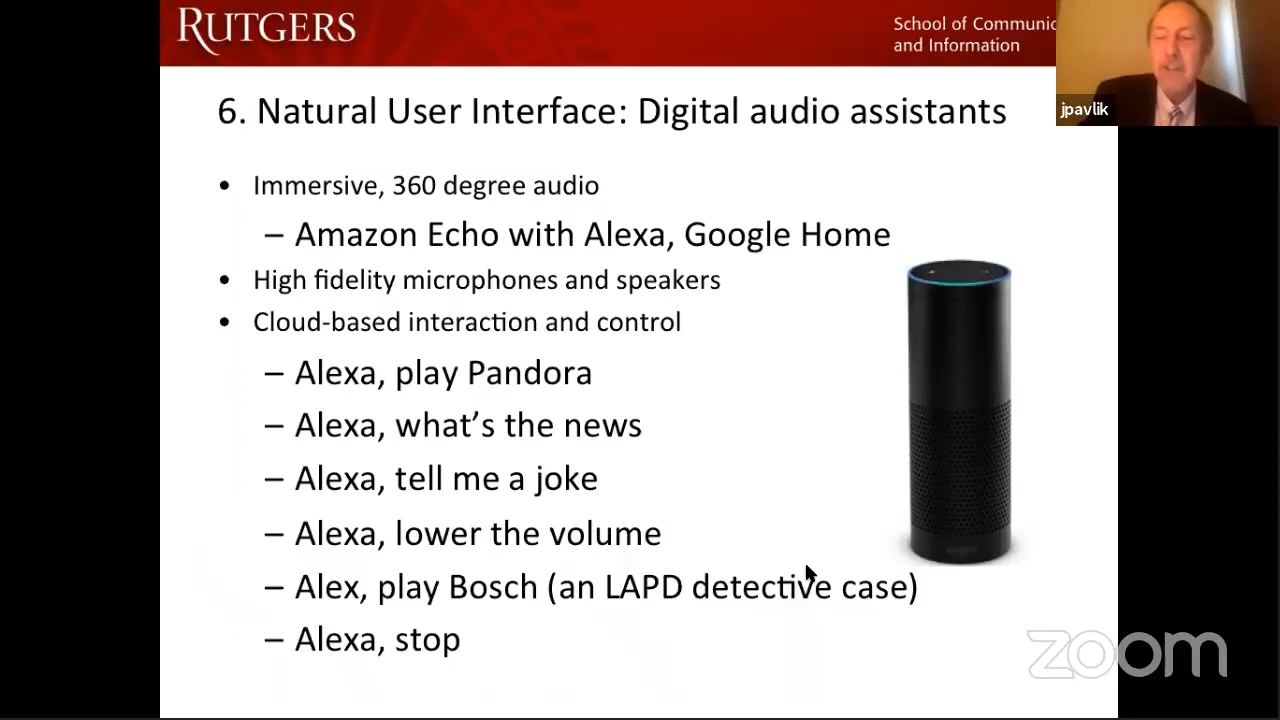 RUTGERS
School of Communic
and Information
jpavlik
6. Natural User Interface: Digital audio assistants
• Immersive, 360 degree audio
– Amazon Echo with Alexa, Google Home
• High fidelity microphones and speakers
• Cloud-based interaction and control
– Alexa, play Pandora
– Alexa, what's the news
– Alexa, tell me a joke
– Alexa, lower the volume
– Alex, play Bosch (an LAPD detective case)
– Alexa, stop
zoom